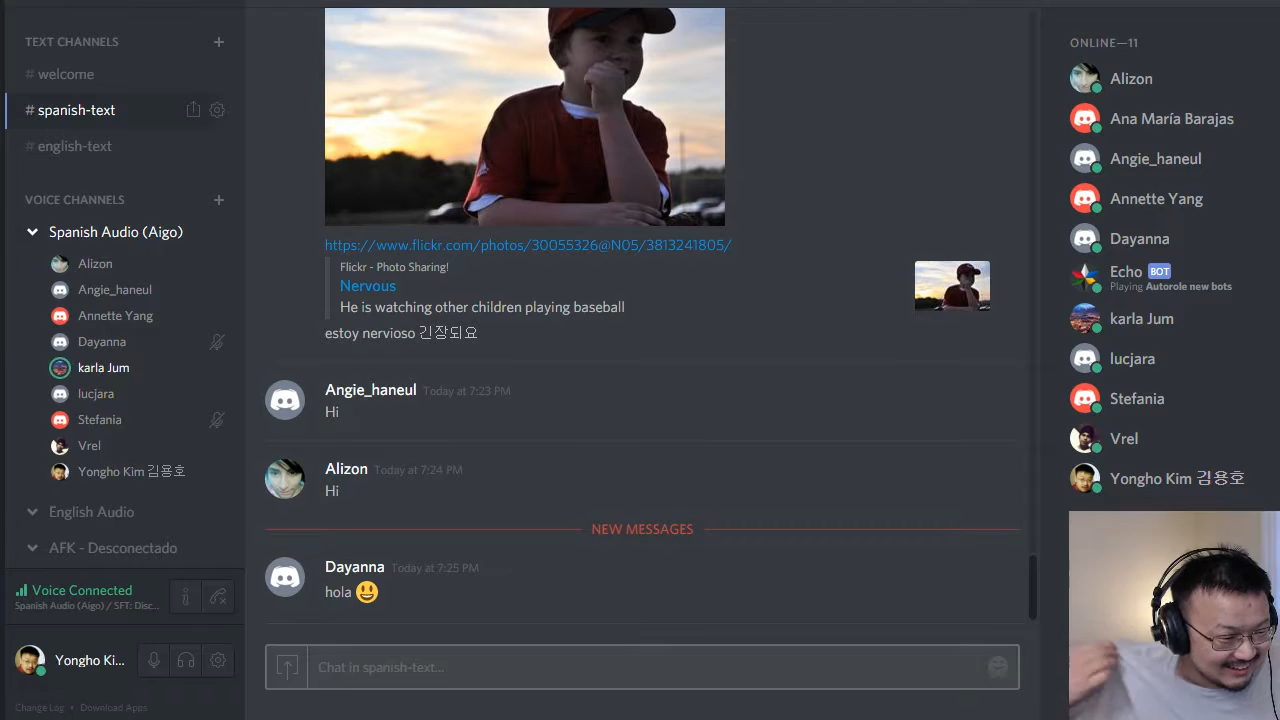 TEXT CHANNELS +
# welcome
# spanish-text
# english-text
VOICE CHANNELS +
Spanish Audio (Aigo)
Alizon
Angie_haneul
Annette Yang
Dayanna
karla Jum
lucjara
Stefania
Vrel
Yongho Kim 김용호
English Audio
AFK - Desconectado
Voice Connected
Spanish Audio (Aigo) / SFT: Disc...
Yongho Ki...
Change Log • Download Apps
https://www.flickr.com/photos/30055326@N05/3813241805/
Flickr - Photo Sharing!
Nervous
He is watching other children playing baseball
estoy nervioso 긴장되요
Angie_haneul Today at 7:23 PM
Hi
Alizon Today at 7:24 PM
Hi
NEW MESSAGES
Dayanna Today at 7:25 PM
hola 😃
Chat in spanish-text...
ONLINE—11
Alizon
Ana María Barajas
Angie_haneul
Annette Yang
Dayanna
Echo BOT
Playing Autorole new bots
karla Jum
lucjara
Stefania
Vrel
Yongho Kim 김용호